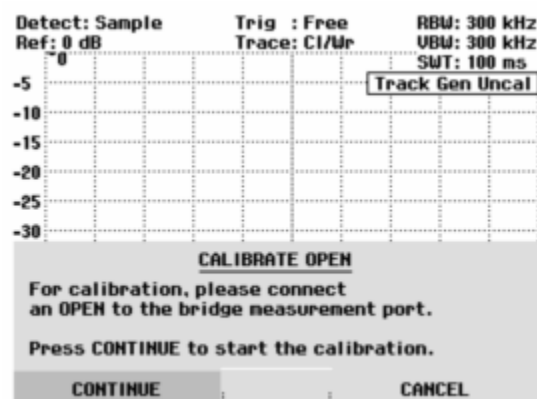 Detect: Sample Trig : Free RBW: 300 kHz
Ref: 0 dB Trace: Cl/Wr VBW: 300 kHz
0 SWT: 100 ms
-5 Track Gen Uncal
-10
-15
-20
-25
-30
CALIBRATE OPEN
For calibration, please connect
an OPEN to the bridge measurement port.
Press CONTINUE to start the calibration.
CONTINUE CANCEL